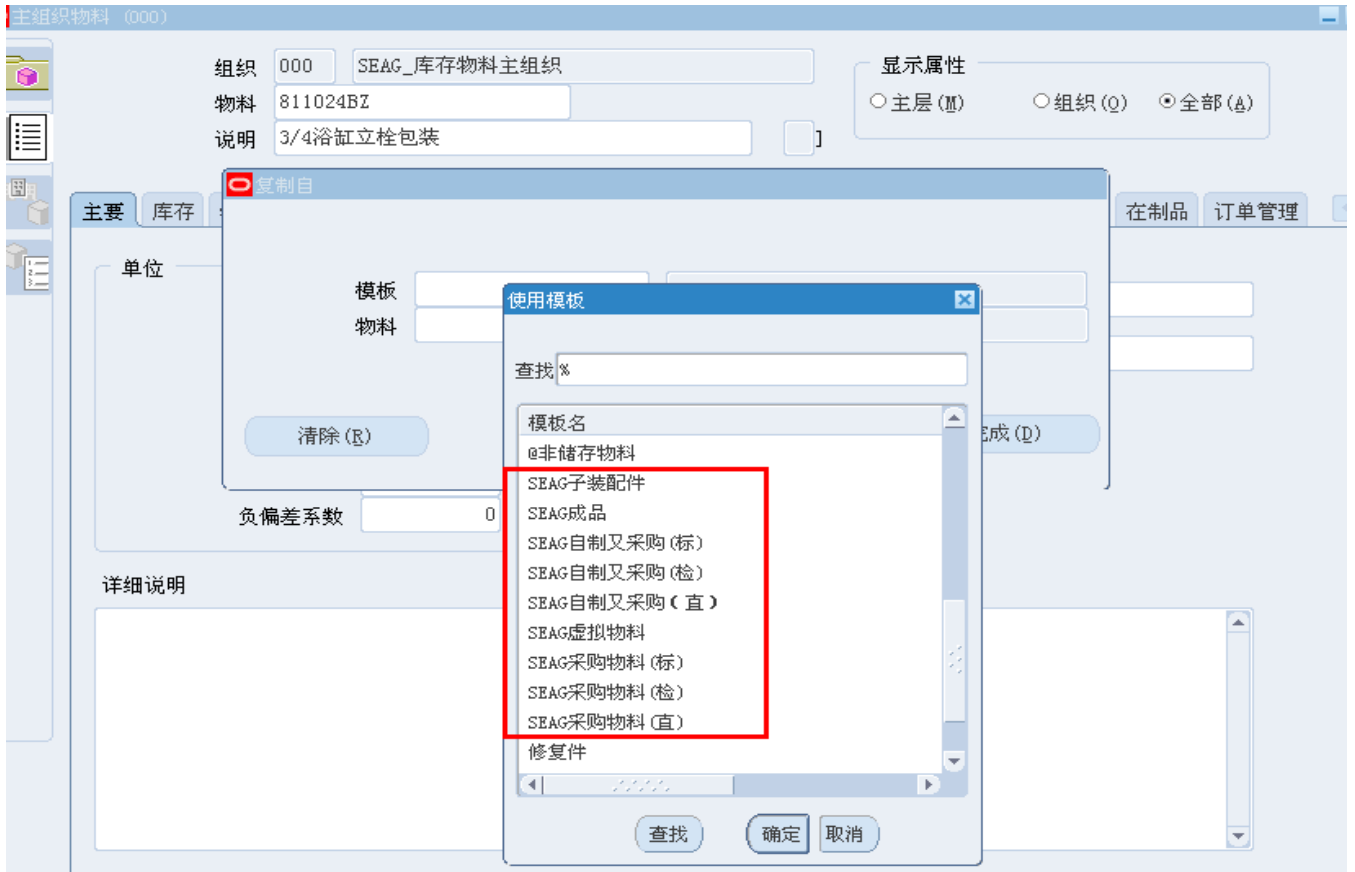 主组织物料 (000)
组织 000 SEAG_库存物料主组织
显示属性
物料 811024BZ
主层(M) 组织(O) 全部(A)
说明 3/4浴缸立栓包装 ]
复制自
主要 库存 在制品 订单管理
单位
模板
使用模板
物料
查找 %
模板名
清除(R) 完成(D)
@非储存物料
SEAG子装配件
SEAG成品
负偏差系数 0
SEAG自制又采购(标)
SEAG自制又采购(检)
详细说明
SEAG自制又采购(直)
SEAG虚拟物料
SEAG采购物料(标)
SEAG采购物料(检)
SEAG采购物料(直)
修复件
查找 确定 取消